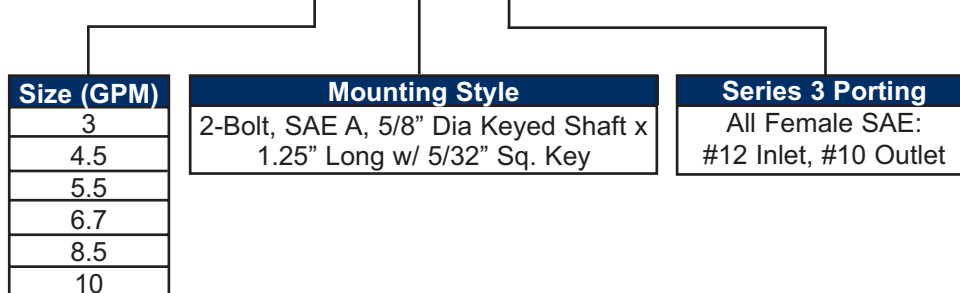 Size (GPM)
3
4.5
5.5
6.7
8.5
10
Mounting Style
2-Bolt, SAE A, 5/8” Dia Keyed Shaft x
1.25” Long w/ 5/32” Sq. Key
Series 3 Porting
All Female SAE:
#12 Inlet, #10 Outlet